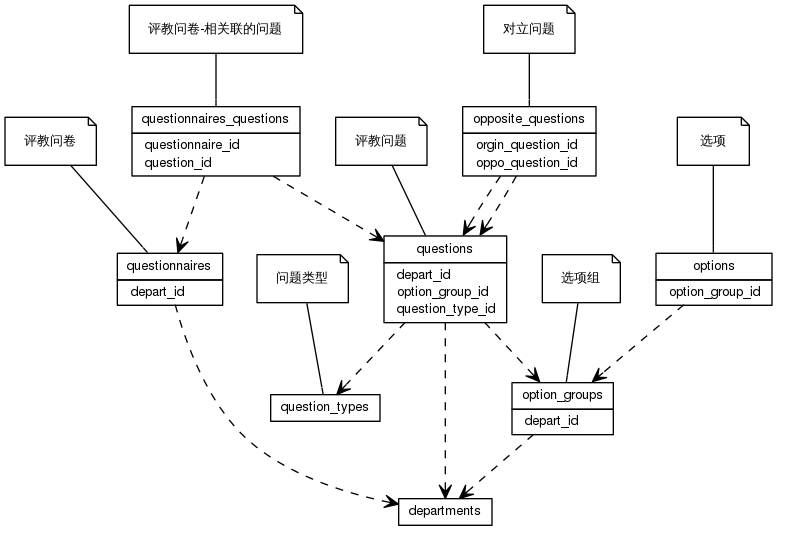 评教问卷-相关联的问题
对立问题
questionnaires_questions
questionnaire_id
question_id
opposite_questions
orgin_question_id
oppo_question_id
评教问卷
评教问题
选项
questionnaires
depart_id
问题类型
questions
depart_id
option_group_id
question_type_id
选项组
options
option_group_id
question_types
option_groups
depart_id
departments